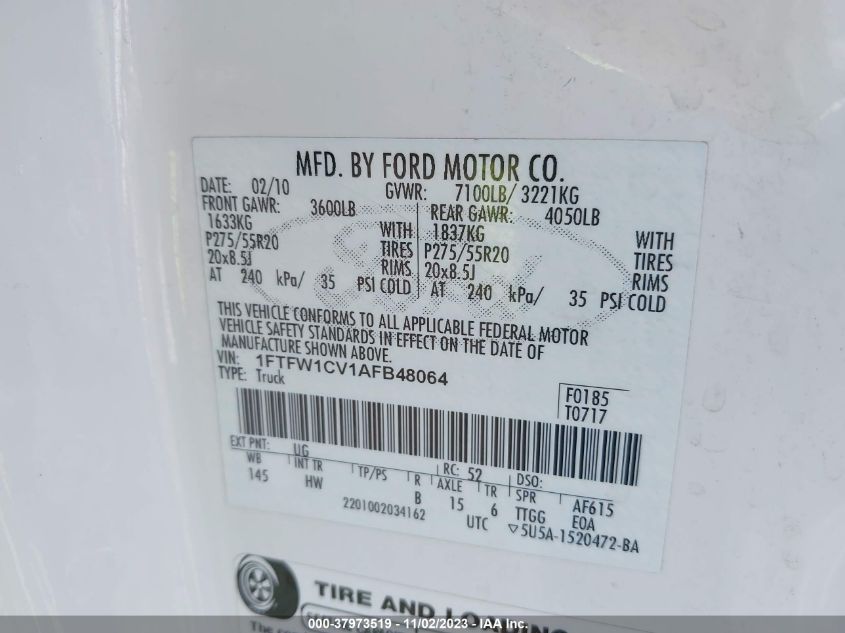 MFD. BY FORD MOTOR CO.
DATE: 02/10 GVWR: 7100LB/ 3221KG
FRONT GAWR: 3600LB REAR GAWR: 4050LB
1633KG WITH 1837KG WITH
P275/55R20 TIRES P275/55R20 TIRES
20x8.5J RIMS 20x8.5J RIMS
AT 240 kPa/ 35 PSI COLD AT 240 kPa/ 35 PSI COLD
THIS VEHICLE CONFORMS TO ALL APPLICABLE FEDERAL MOTOR
VEHICLE SAFETY STANDARDS IN EFFECT ON THE DATE OF
MANUFACTURE SHOWN ABOVE.
VIN: 1FTFW1CV1AFB48064
TYPE: Truck
F0185
T0717
EXT PNT: UG RC: 52 DSO:
WB INT TR TP/PS R AXLE TR SPR AF615
145 HW B 15 6 TTGG E0A
2201002034162 UTC ▽5U5A-1520472-BA
TIRE AND LOADING
000-37973519 - 11/02/2023 - IAA Inc.